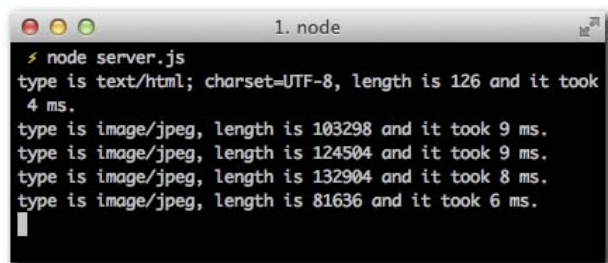 1. node
⚡ node server.js
type is text/html; charset=UTF-8, length is 126 and it took
4 ms.
type is image/jpeg, length is 103298 and it took 9 ms.
type is image/jpeg, length is 124504 and it took 9 ms.
type is image/jpeg, length is 132904 and it took 8 ms.
type is image/jpeg, length is 81636 and it took 6 ms.